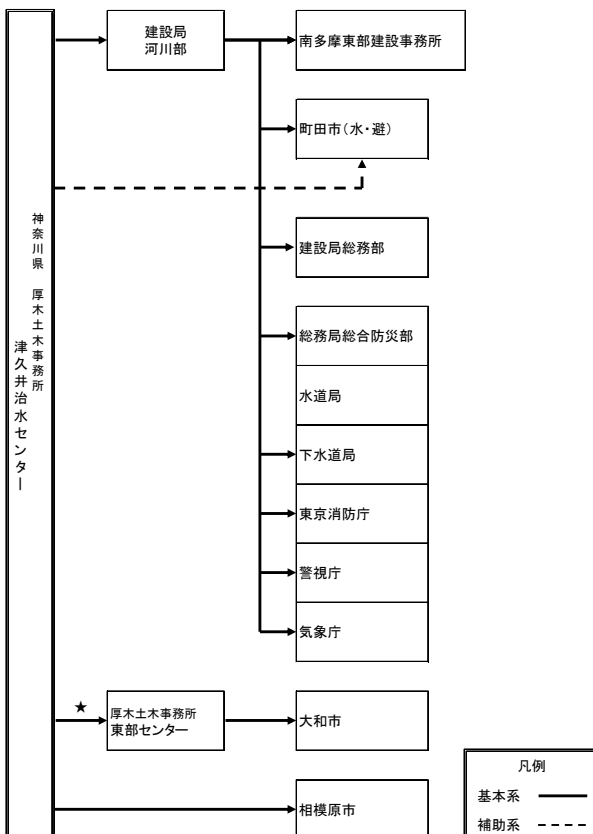 神奈川県 厚木土木事務所
津久井治水センター
建設局
河川部
南多摩東部建設事務所
町田市(水・避)
建設局総務部
総務局総合防災部
水道局
下水道局
東京消防庁
警視庁
気象庁
★
厚木土木事務所
東部センター
大和市
相模原市
凡例
基本系
補助系